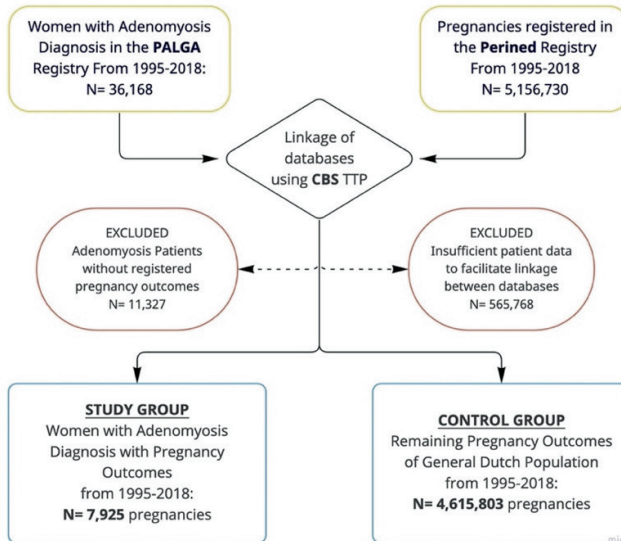 Women with Adenomyosis
Diagnosis in the PALGA
Registry From 1995-2018:
N= 36,168
Pregnancies registered in
the Perined Registry
From 1995-2018
N= 5,156,730
Linkage of
databases
using CBS TTP
EXCLUDED
Adenomyosis Patients
without registered
pregnancy outcomes
N= 11,327
EXCLUDED
Insufficient patient data
to facilitate linkage
between databases
N= 565,768
STUDY GROUP
Women with Adenomyosis
Diagnosis with Pregnancy
Outcomes
from 1995-2018:
N= 7,925 pregnancies
CONTROL GROUP
Remaining Pregnancy Outcomes
of General Dutch Population
from 1995-2018:
N= 4,615,803 pregnancies